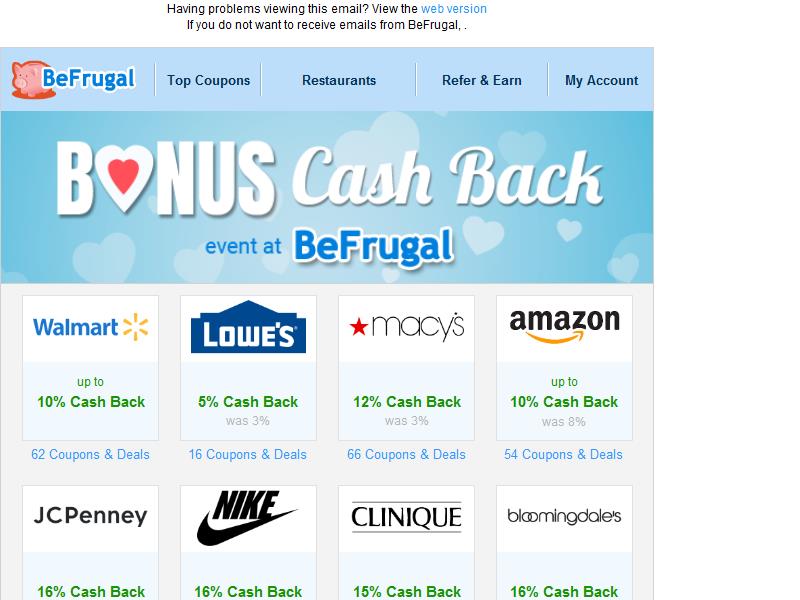 Having problems viewing this email? View the web version
If you do not want to receive emails from BeFrugal, .
BeFrugal Top Coupons Restaurants Refer & Earn My Account
BONUS Cash Back
event at BeFrugal
Walmart LOWE'S macy's amazon
up to up to
10% Cash Back 5% Cash Back 12% Cash Back 10% Cash Back
was 3% was 3% was 8%
62 Coupons & Deals 16 Coupons & Deals 66 Coupons & Deals 54 Coupons & Deals
JCPenney NIKE CLINIQUE bloomingdale's
16% Cash Back 16% Cash Back 15% Cash Back 16% Cash Back